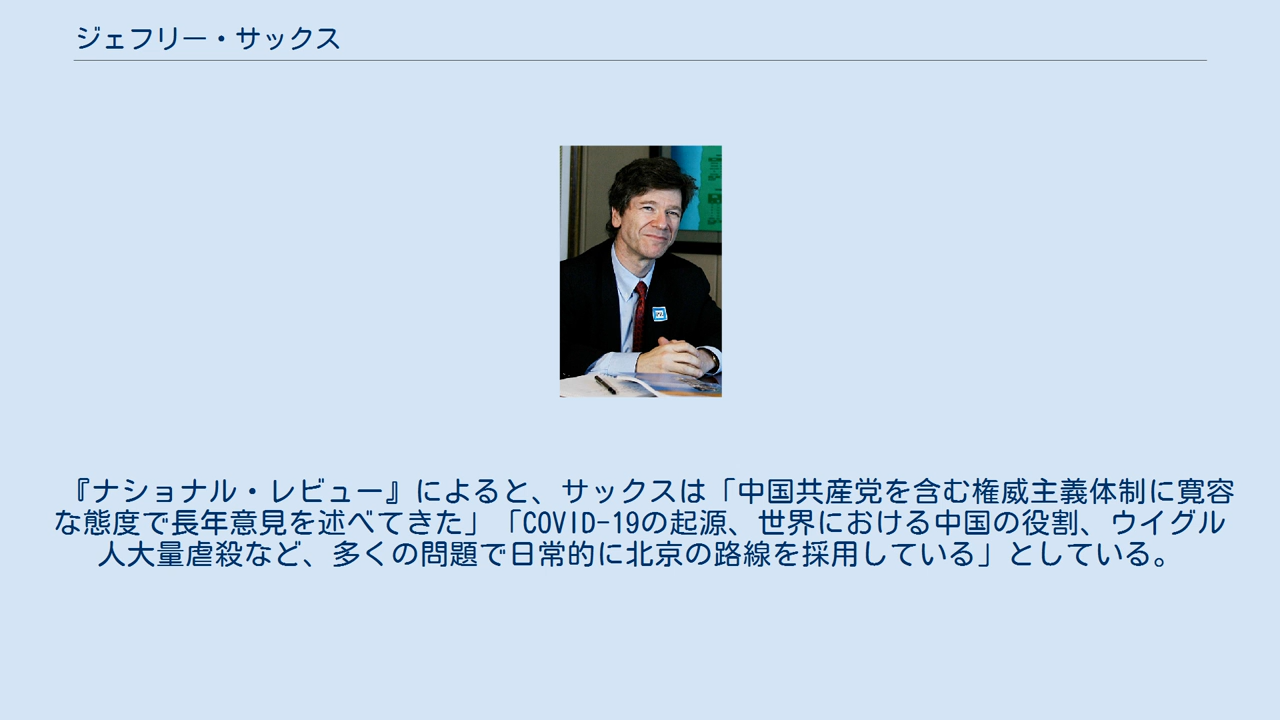 ジェフリー・サックス
『ナショナル・レビュー』によると、サックスは「中国共産党を含む権威主義体制に寛容
な態度で長年意見を述べてきた」「COVID-19の起源、世界における中国の役割、ウイグル
人大量虐殺など、多くの問題で日常的に北京の路線を採用している」としている。